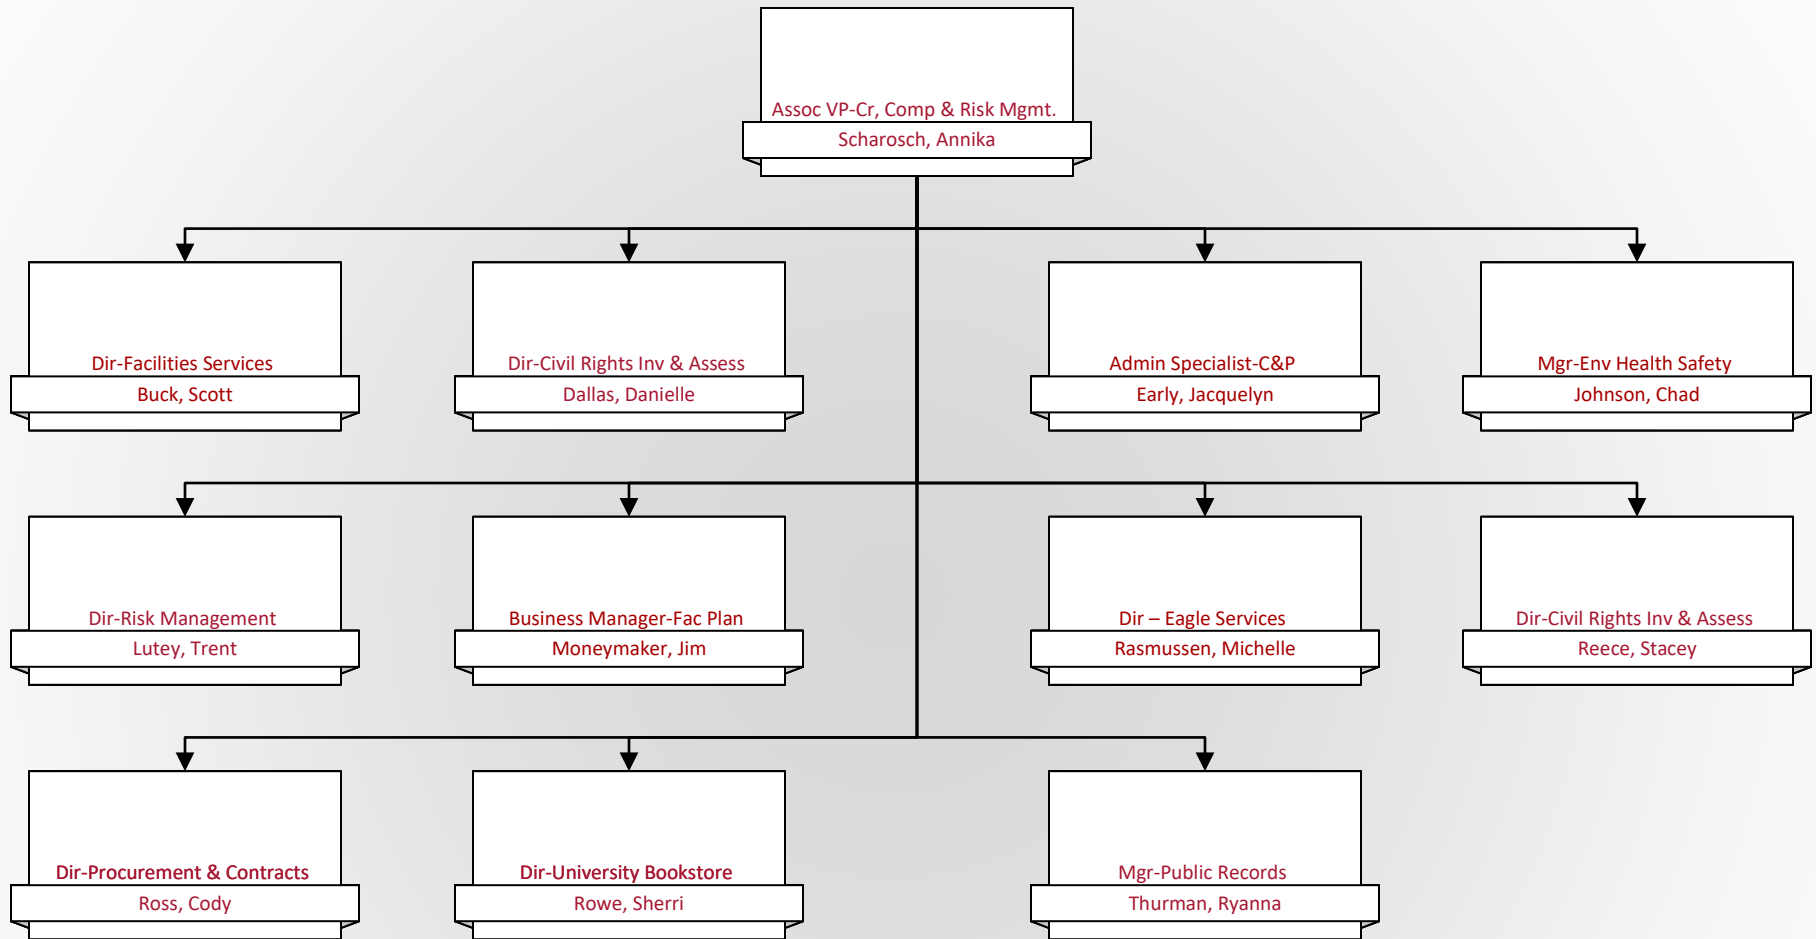 Assoc VP-Cr, Comp & Risk Mgmt.
Scharosch, Annika
Dir-Facilities Services
Buck, Scott
Dir-Civil Rights Inv & Assess
Dallas, Danielle
Admin Specialist-C&P
Early, Jacquelyn
Mgr-Env Health Safety
Johnson, Chad
Dir-Risk Management
Lutey, Trent
Business Manager-Fac Plan
Moneymaker, Jim
Dir – Eagle Services
Rasmussen, Michelle
Dir-Civil Rights Inv & Assess
Reece, Stacey
Dir-Procurement & Contracts
Ross, Cody
Dir-University Bookstore
Rowe, Sherri
Mgr-Public Records
Thurman, Ryanna